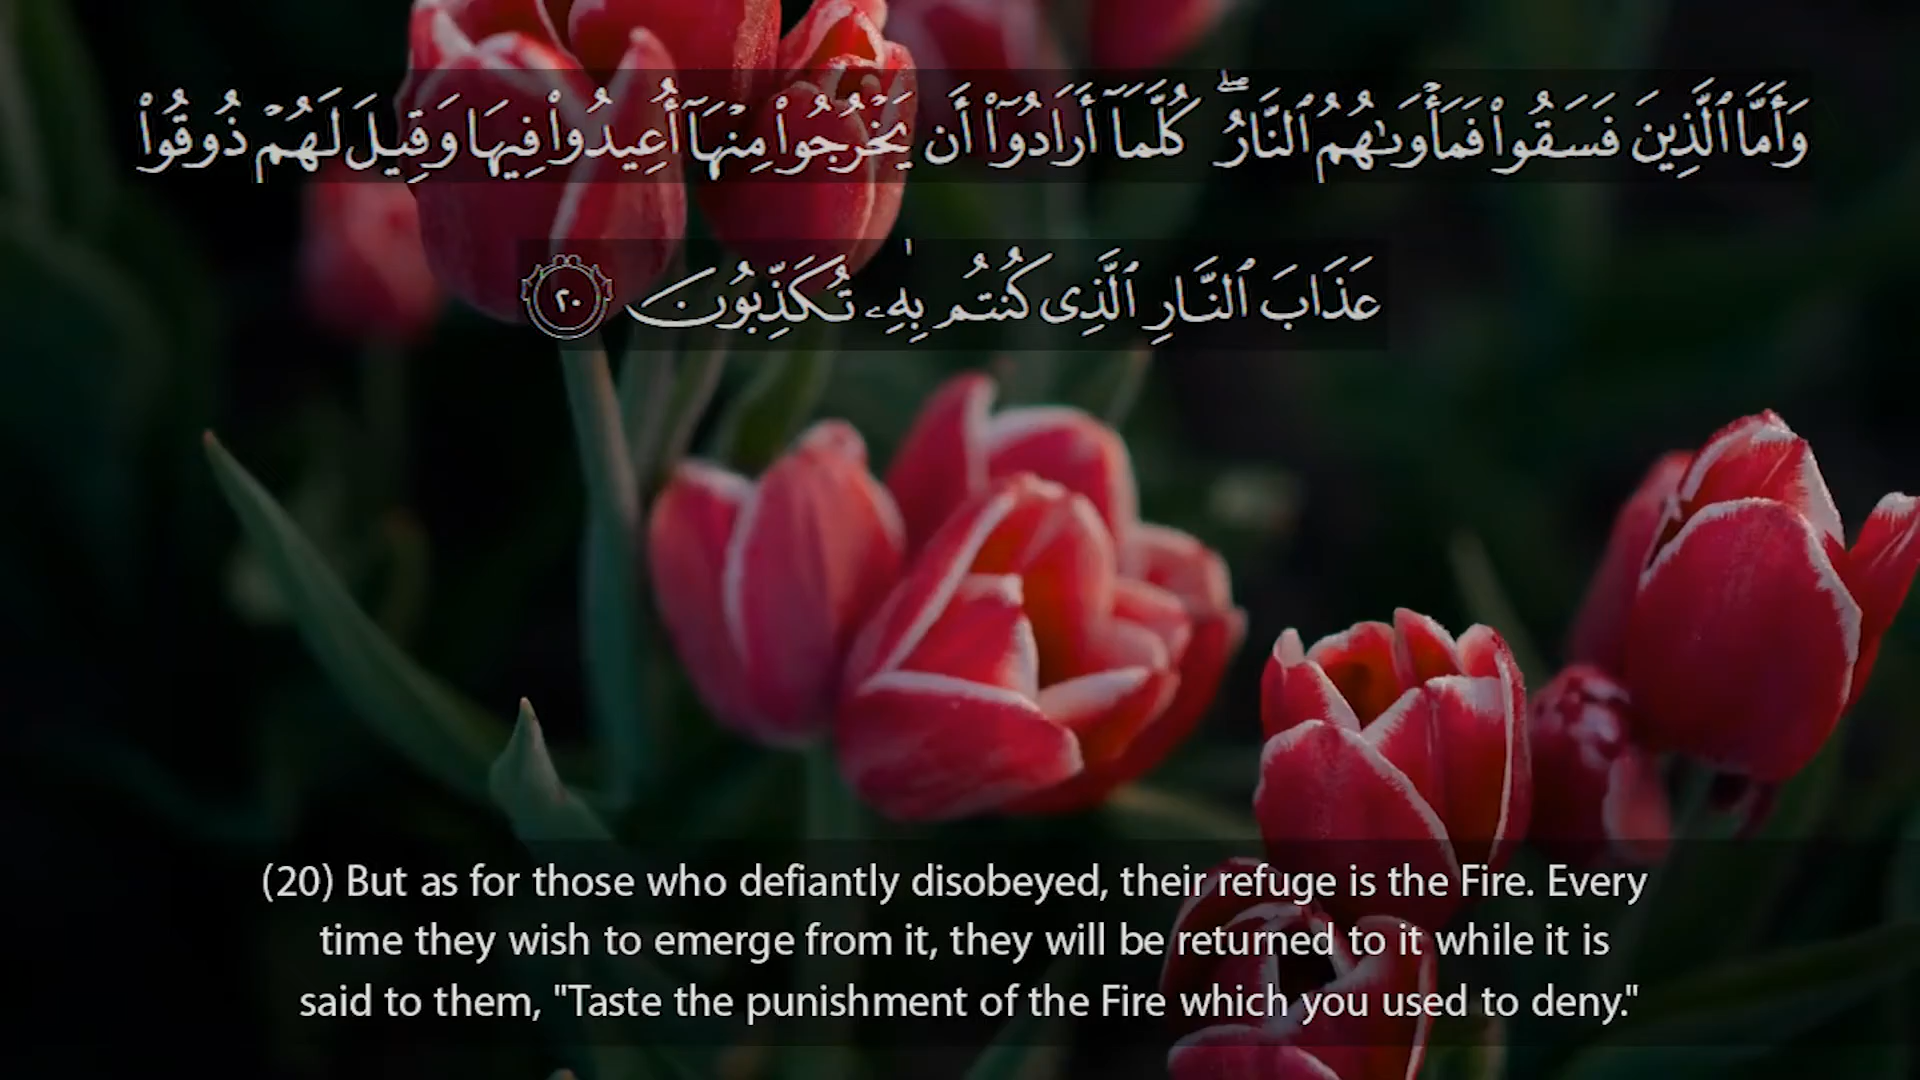 وَأَمَّا ٱلَّذِينَ فَسَقُوا۟ فَمَأْوَىٰهُمُ ٱلنَّارُ ۖ كُلَّمَآ أَرَادُوٓا۟ أَن يَخْرُجُوا۟ مِنْهَآ أُعِيدُوا۟ فِيهَا وَقِيلَ لَهُمْ ذُوقُوا۟
عَذَابَ ٱلنَّارِ ٱلَّذِى كُنتُم بِهِۦ تُكَذِّبُونَ ٢٠
(20) But as for those who defiantly disobeyed, their refuge is the Fire. Every
time they wish to emerge from it, they will be returned to it while it is
said to them, "Taste the punishment of the Fire which you used to deny."